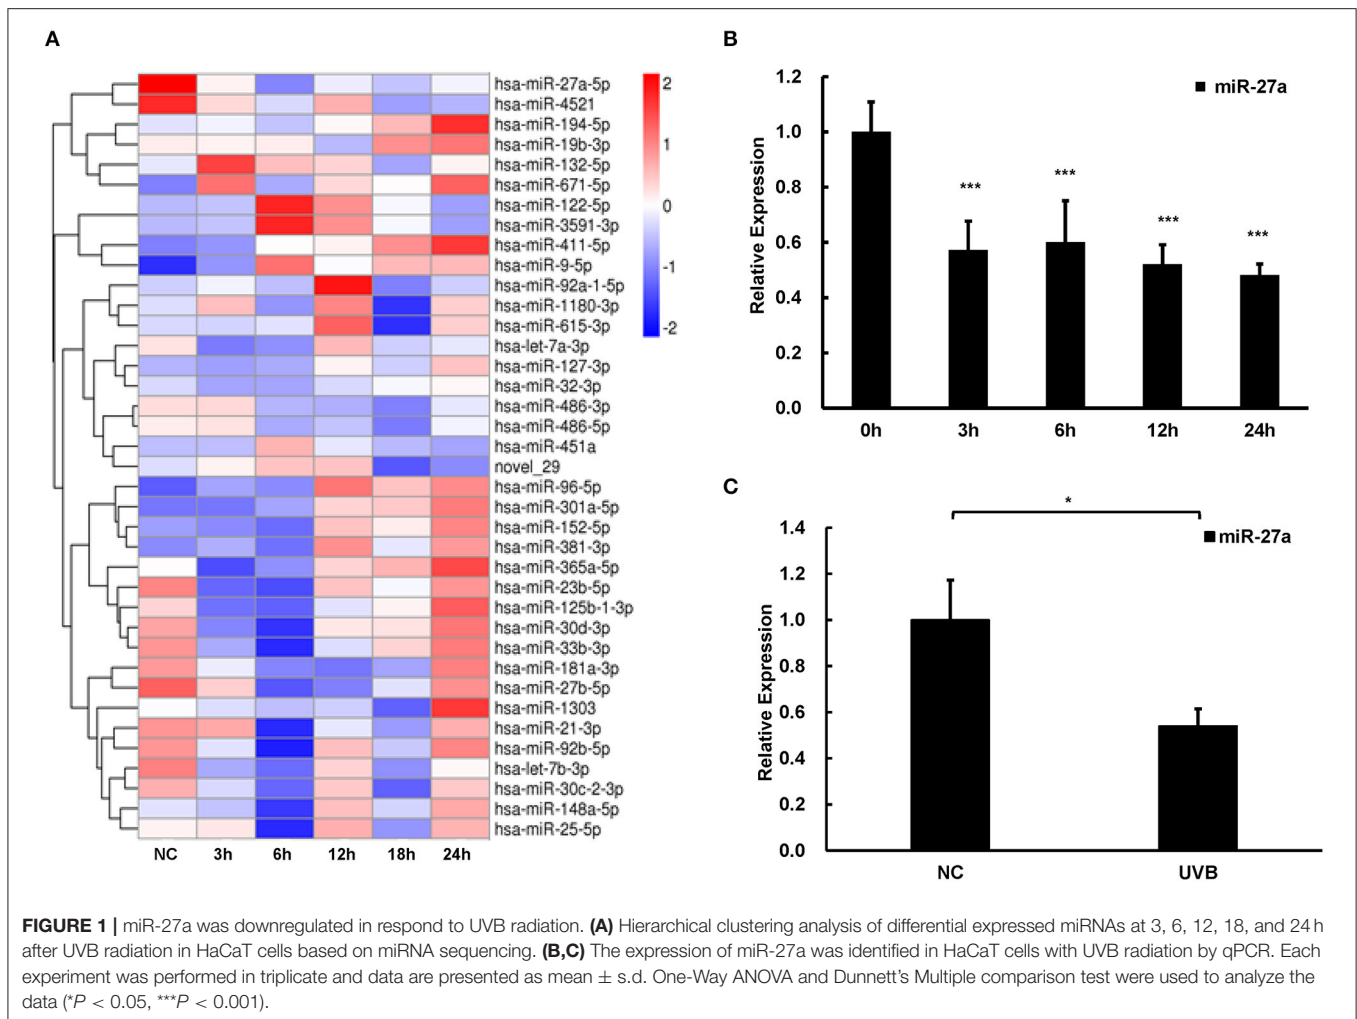 A
hsa-miR-27a-5p
hsa-miR-4521
hsa-miR-194-5p
hsa-miR-19b-3p
hsa-miR-132-5p
hsa-miR-671-5p
hsa-miR-122-5p
hsa-miR-3591-3p
hsa-miR-411-5p
hsa-miR-9-5p
hsa-miR-92a-1-5p
hsa-miR-1180-3p
hsa-miR-615-3p
hsa-let-7a-3p
hsa-miR-127-3p
hsa-miR-32-3p
hsa-miR-486-3p
hsa-miR-486-5p
hsa-miR-451a
novel_29
hsa-miR-96-5p
hsa-miR-301a-5p
hsa-miR-152-5p
hsa-miR-381-3p
hsa-miR-365a-5p
hsa-miR-23b-5p
hsa-miR-125b-1-3p
hsa-miR-30d-3p
hsa-miR-33b-3p
hsa-miR-181a-3p
hsa-miR-27b-5p
hsa-miR-1303
hsa-miR-21-3p
hsa-miR-92b-5p
hsa-let-7b-3p
hsa-miR-30c-2-3p
hsa-miR-148a-5p
hsa-miR-25-5p
NC 3h 6h 12h 18h 24h
2
1
0
-1
-2
B
miR-27a
Relative Expression
1.2
1.0
0.8
0.6
0.4
0.2
0.0
*** *** *** ***
0h 3h 6h 12h 24h
C
*
miR-27a
Relative Expression
1.4
1.2
1.0
0.8
0.6
0.4
0.2
0.0
NC UVB
FIGURE 1 | miR-27a was downregulated in respond to UVB radiation. (A) Hierarchical clustering analysis of differential expressed miRNAs at 3, 6, 12, 18, and 24 h
after UVB radiation in HaCaT cells based on miRNA sequencing. (B,C) The expression of miR-27a was identified in HaCaT cells with UVB radiation by qPCR. Each
experiment was performed in triplicate and data are presented as mean ± s.d. One-Way ANOVA and Dunnett's Multiple comparison test were used to analyze the
data (*P < 0.05, ***P < 0.001).